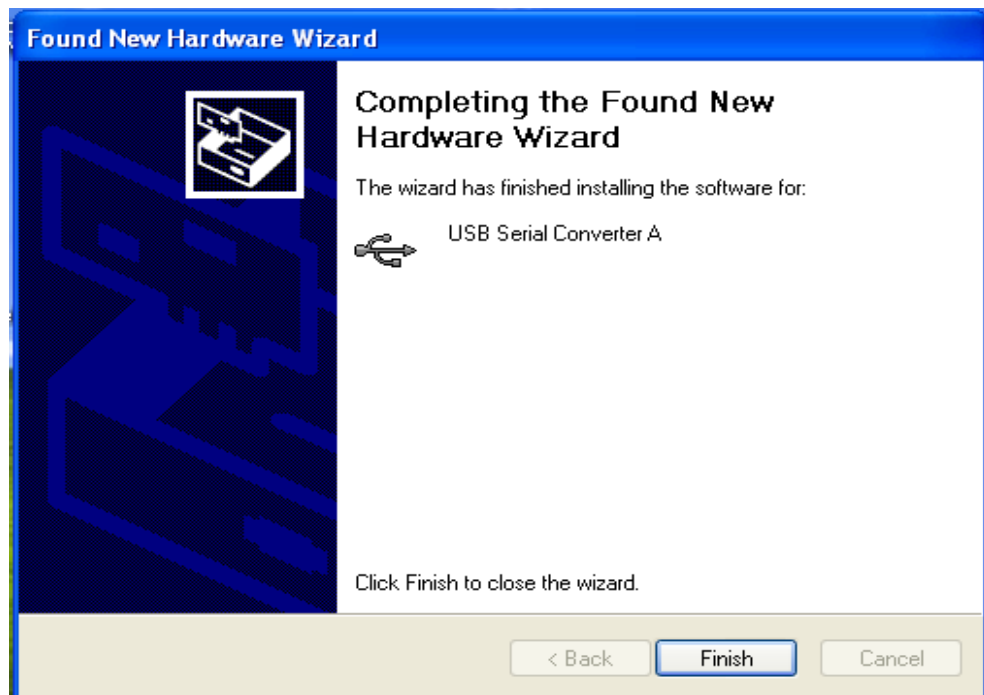 Found New Hardware Wizard
Completing the Found New
Hardware Wizard
The wizard has finished installing the software for:
USB Serial Converter A
Click Finish to close the wizard.
< Back
Finish
Cancel